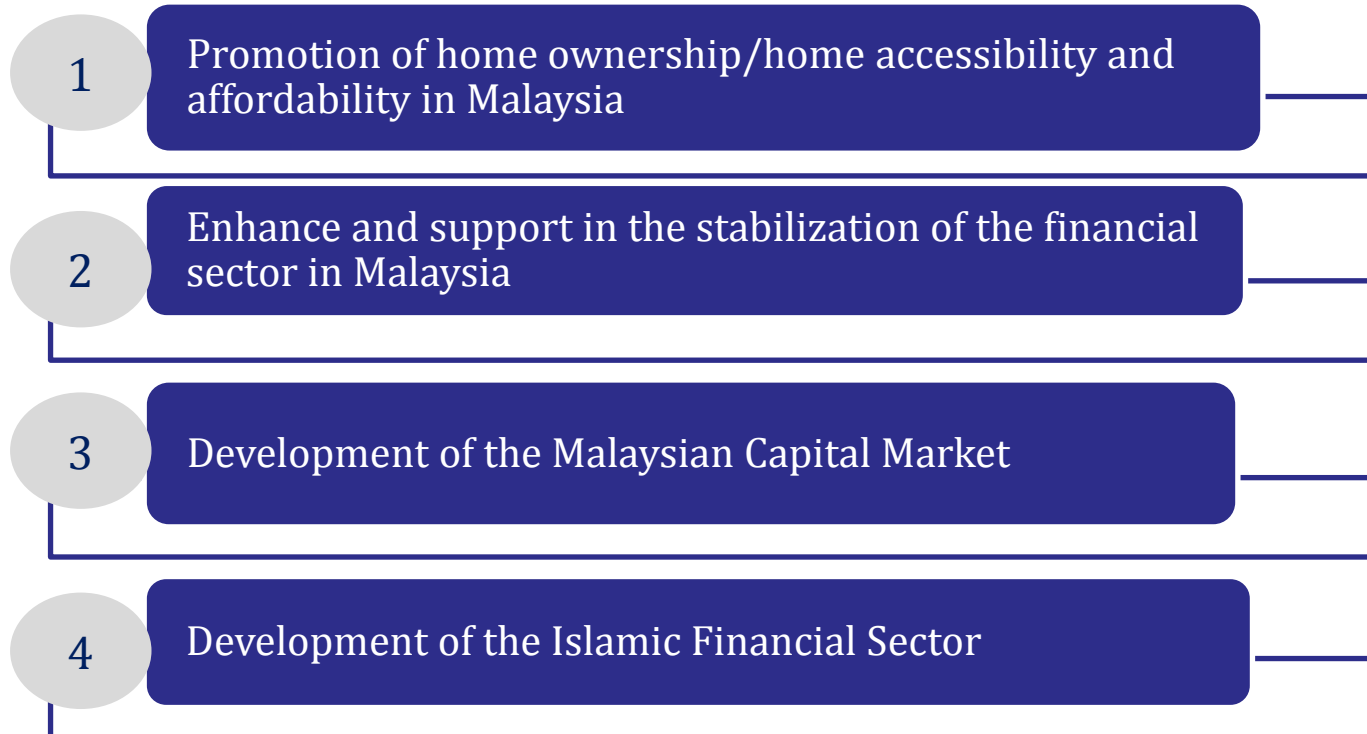 1
Promotion of home ownership/home accessibility and
affordability in Malaysia
2
Enhance and support in the stabilization of the financial
sector in Malaysia
3
Development of the Malaysian Capital Market
4
Development of the Islamic Financial Sector